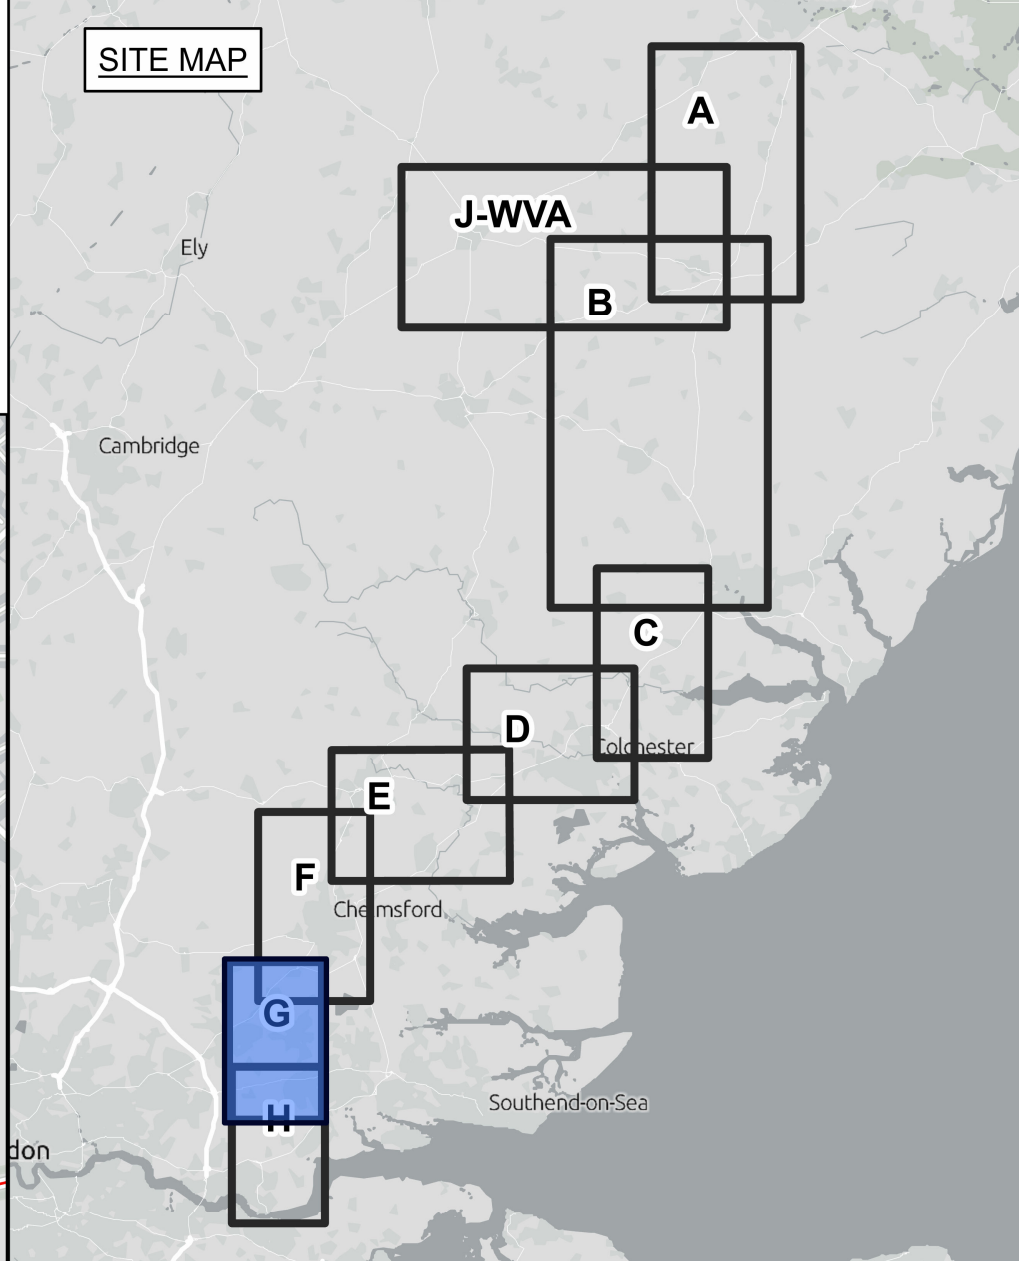 SITE MAP
A
J-WVA
Ely
B
Cambridge
C
D
Colchester
E
F
Chelmsford
G
Southend-on-Sea
H
don